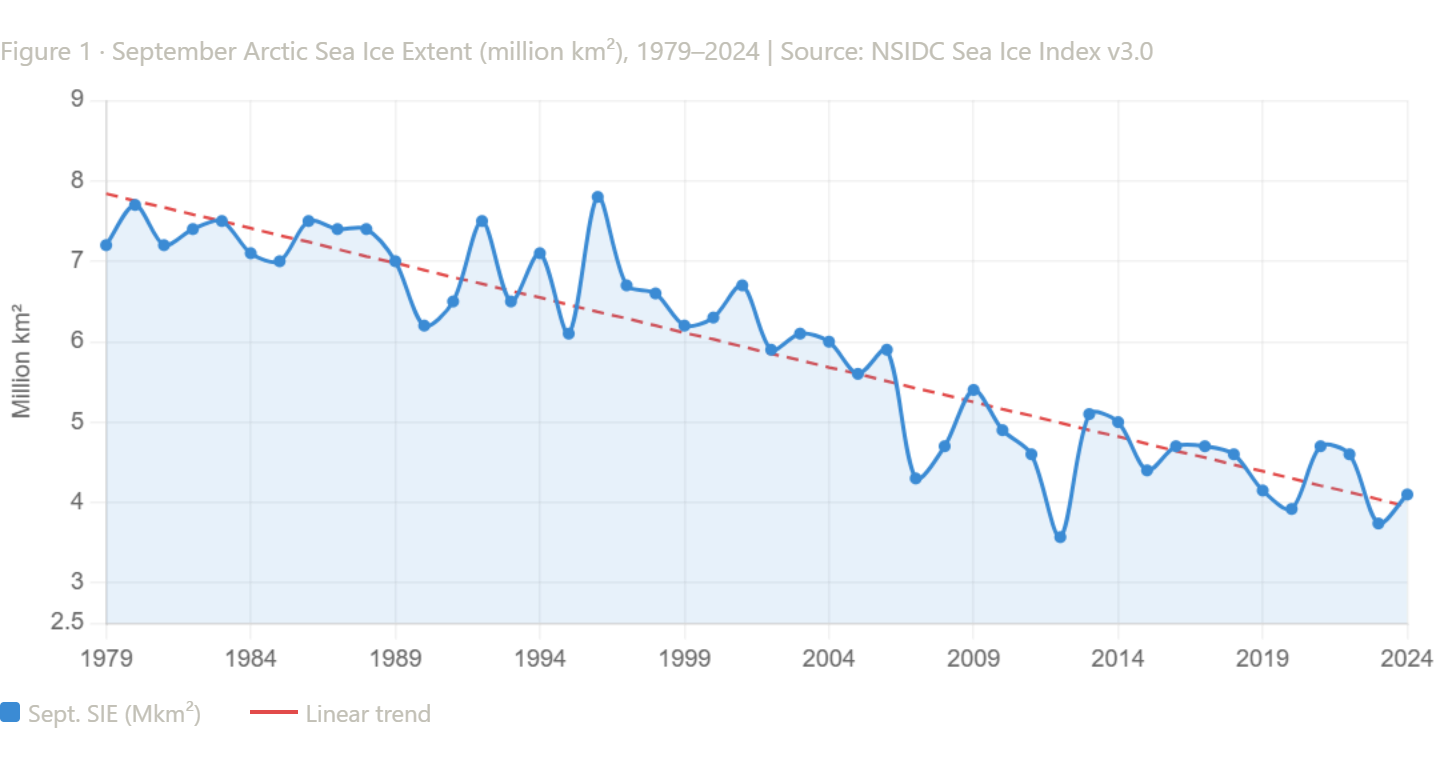 Figure 1 · September Arctic Sea Ice Extent (million km²), 1979–2024 | Source: NSIDC Sea Ice Index v3.0
9
8
7
6
5
4
3
2.5
Million km²
1979 1984 1989 1994 1999 2004 2009 2014 2019 2024
Sept. SIE (Mkm²) Linear trend